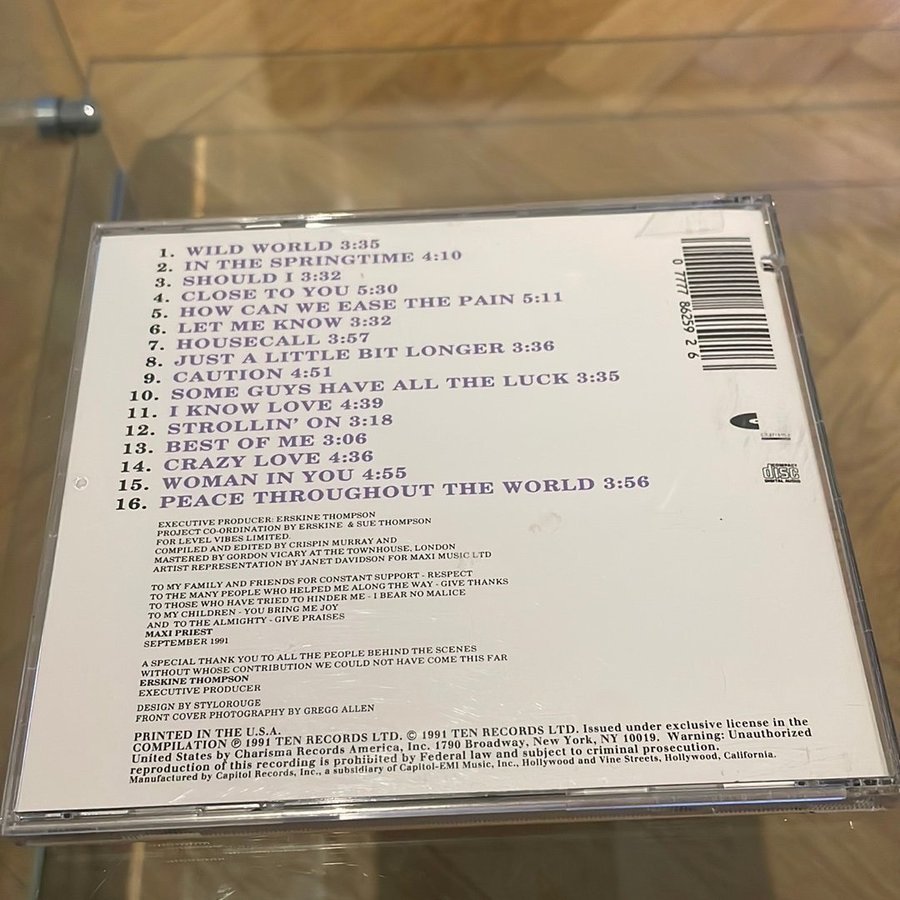 1. WILD WORLD 3:35
2. IN THE SPRINGTIME 4:10
3. SHOULD I 3:32
4. CLOSE TO YOU 5:30
5. HOW CAN WE EASE THE PAIN 5:11
6. LET ME KNOW 3:32
7. HOUSECALL 3:57
8. JUST A LITTLE BIT LONGER 3:36
9. CAUTION 4:51
10. SOME GUYS HAVE ALL THE LUCK 3:35
11. I KNOW LOVE 4:39
12. STROLLIN' ON 3:18
13. BEST OF ME 3:06
14. CRAZY LOVE 4:36
15. WOMAN IN YOU 4:55
16. PEACE THROUGHOUT THE WORLD 3:56
EXECUTIVE PRODUCER: ERSKINE THOMPSON
PROJECT CO-ORDINATION BY ERSKINE & SUE THOMPSON
FOR LEVEL VIBES LIMITED.
COMPILED AND EDITED BY CRISPIN MURRAY AND
MASTERED BY GORDON VICARY AT THE TOWNHOUSE, LONDON
ARTIST REPRESENTATION BY JANET DAVIDSON FOR MAXI MUSIC LTD
TO MY FAMILY AND FRIENDS FOR CONSTANT SUPPORT - RESPECT
TO THE MANY PEOPLE WHO HELPED ME ALONG THE WAY - GIVE THANKS
TO THOSE WHO HAVE TRIED TO HINDER ME - I BEAR NO MALICE
TO MY CHILDREN - YOU BRING ME JOY
AND TO THE ALMIGHTY - GIVE PRAISES
MAXI PRIEST
SEPTEMBER 1991
A SPECIAL THANK YOU TO ALL THE PEOPLE BEHIND THE SCENES
WITHOUT WHOSE CONTRIBUTION WE COULD NOT HAVE COME THIS FAR
ERSKINE THOMPSON
EXECUTIVE PRODUCER
DESIGN BY STYLOROUGE
FRONT COVER PHOTOGRAPHY BY GREGG ALLEN
PRINTED IN THE U.S.A.
COMPILATION ℗ 1991 TEN RECORDS LTD. © 1991 TEN RECORDS LTD. Issued under exclusive license in the
United States by Charisma Records America, Inc. 1790 Broadway, New York, NY 10019. Warning: Unauthorized
reproduction of this recording is prohibited by Federal law and subject to criminal prosecution.
Manufactured by Capitol Records, Inc., a subsidiary of Capitol-EMI Music, Inc., Hollywood and Vine Streets, Hollywood, California.
0 7777 86259 2 6
COMPACT
disc
DIGITAL AUDIO